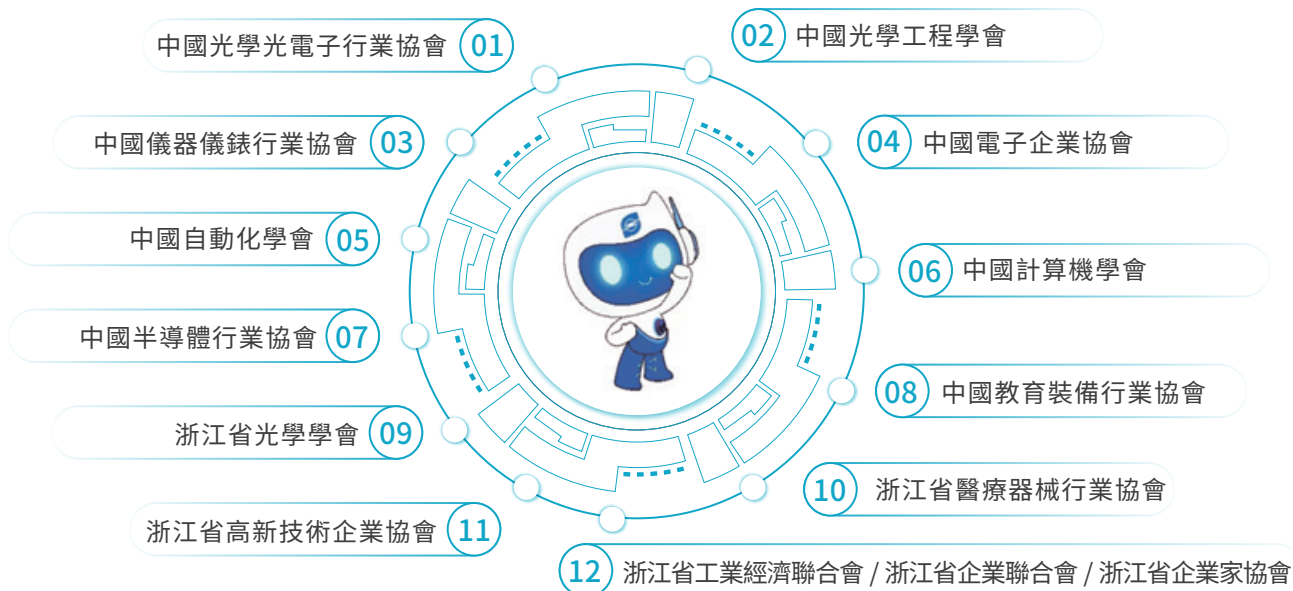 中國光學光電子行業協會 01
02 中國光學工程學會
中國儀器儀錶行業協會 03
04 中國電子企業協會
中國自動化學會 05
06 中國計算機學會
中國半導體行業協會 07
08 中國教育裝備行業協會
浙江省光學學會 09
10 浙江省醫療器械行業協會
浙江省高新技術企業協會 11
12 浙江省工業經濟聯合會 / 浙江省企業聯合會 / 浙江省企業家協會